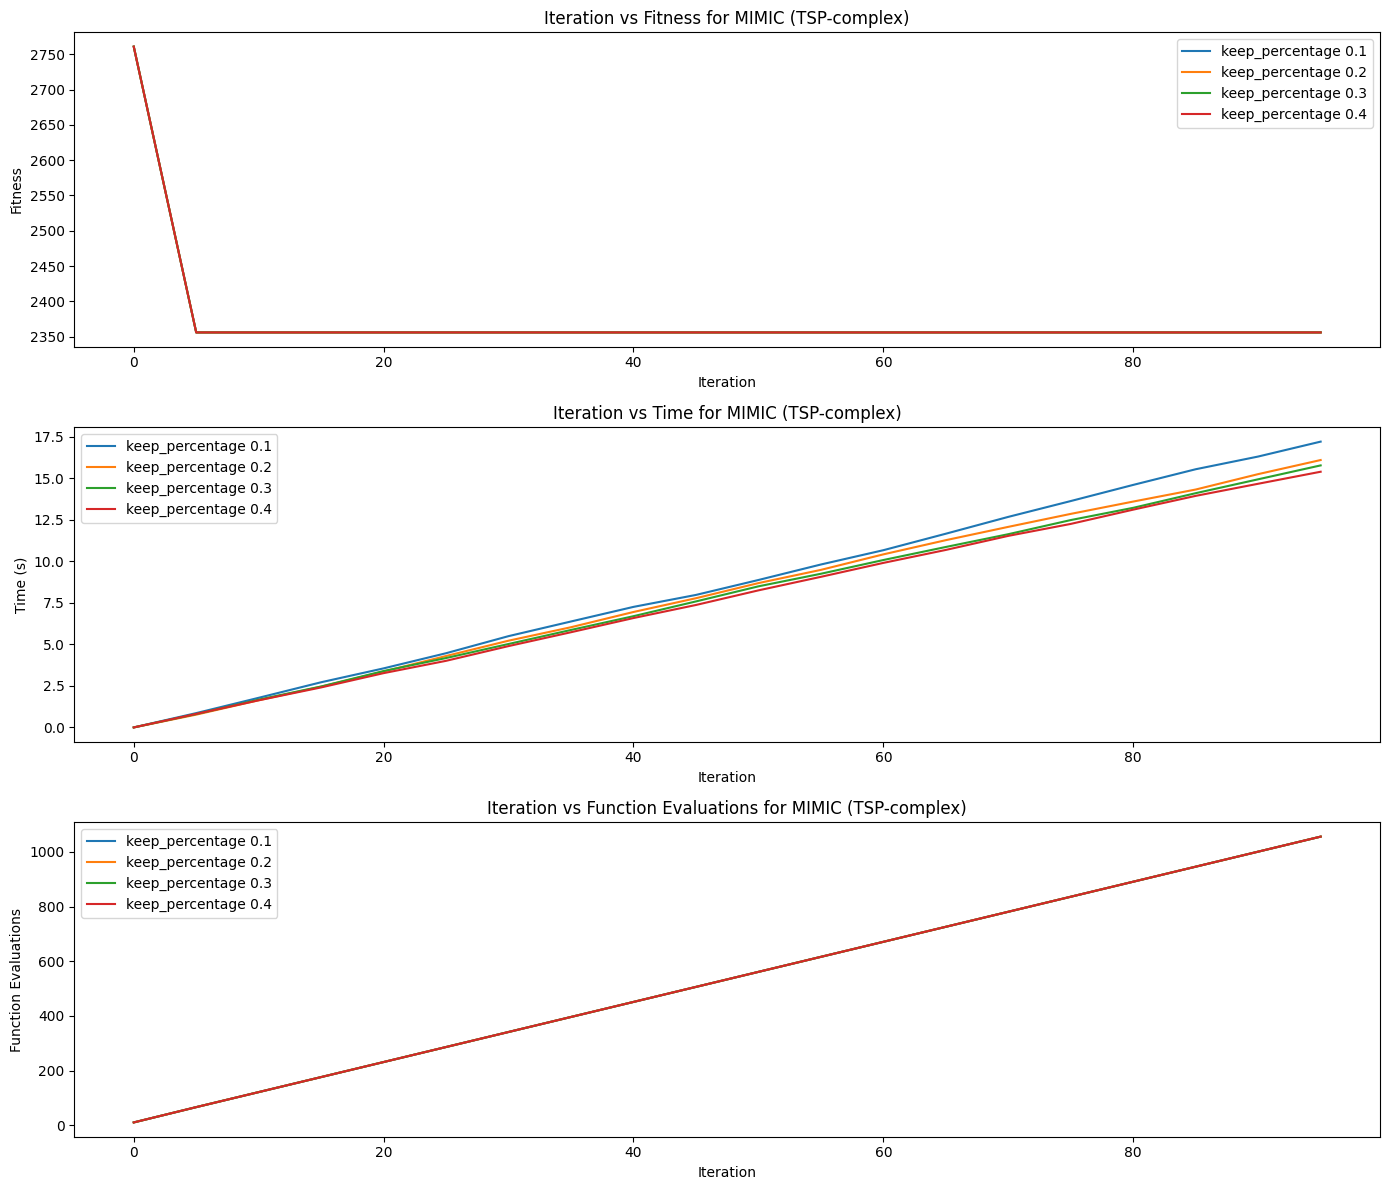 Iteration vs Fitness for MIMIC (TSP-complex)
2750
2700
2650
2600
2550
2500
2450
2400
2350
Fitness
keep_percentage 0.1
keep_percentage 0.2
keep_percentage 0.3
keep_percentage 0.4
0 20 40 60 80
Iteration
Iteration vs Time for MIMIC (TSP-complex)
17.5
15.0
12.5
10.0
7.5
5.0
2.5
0.0
Time (s)
keep_percentage 0.1
keep_percentage 0.2
keep_percentage 0.3
keep_percentage 0.4
0 20 40 60 80
Iteration
Iteration vs Function Evaluations for MIMIC (TSP-complex)
1000
800
600
400
200
0
Function Evaluations
keep_percentage 0.1
keep_percentage 0.2
keep_percentage 0.3
keep_percentage 0.4
0 20 40 60 80
Iteration